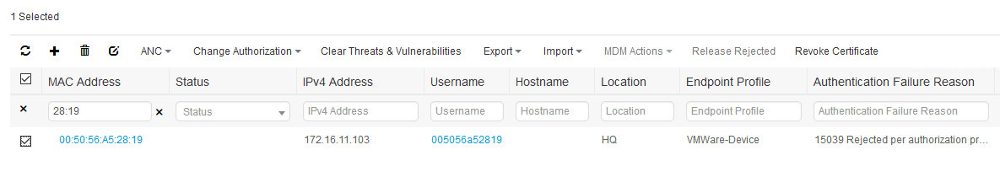 1 Selected
ANC Change Authorization Clear Threats & Vulnerabilities Export Import MDM Actions Release Rejected Revoke Certificate
MAC Address Status IPv4 Address Username Hostname Location Endpoint Profile Authentication Failure Reason
28:19 Status IPv4 Address Username Hostname Location Endpoint Profile Authentication Failure Reason
00:50:56:A5:28:19 172.16.11.103 005056a52819 HQ VMWare-Device 15039 Rejected per authorization pr...